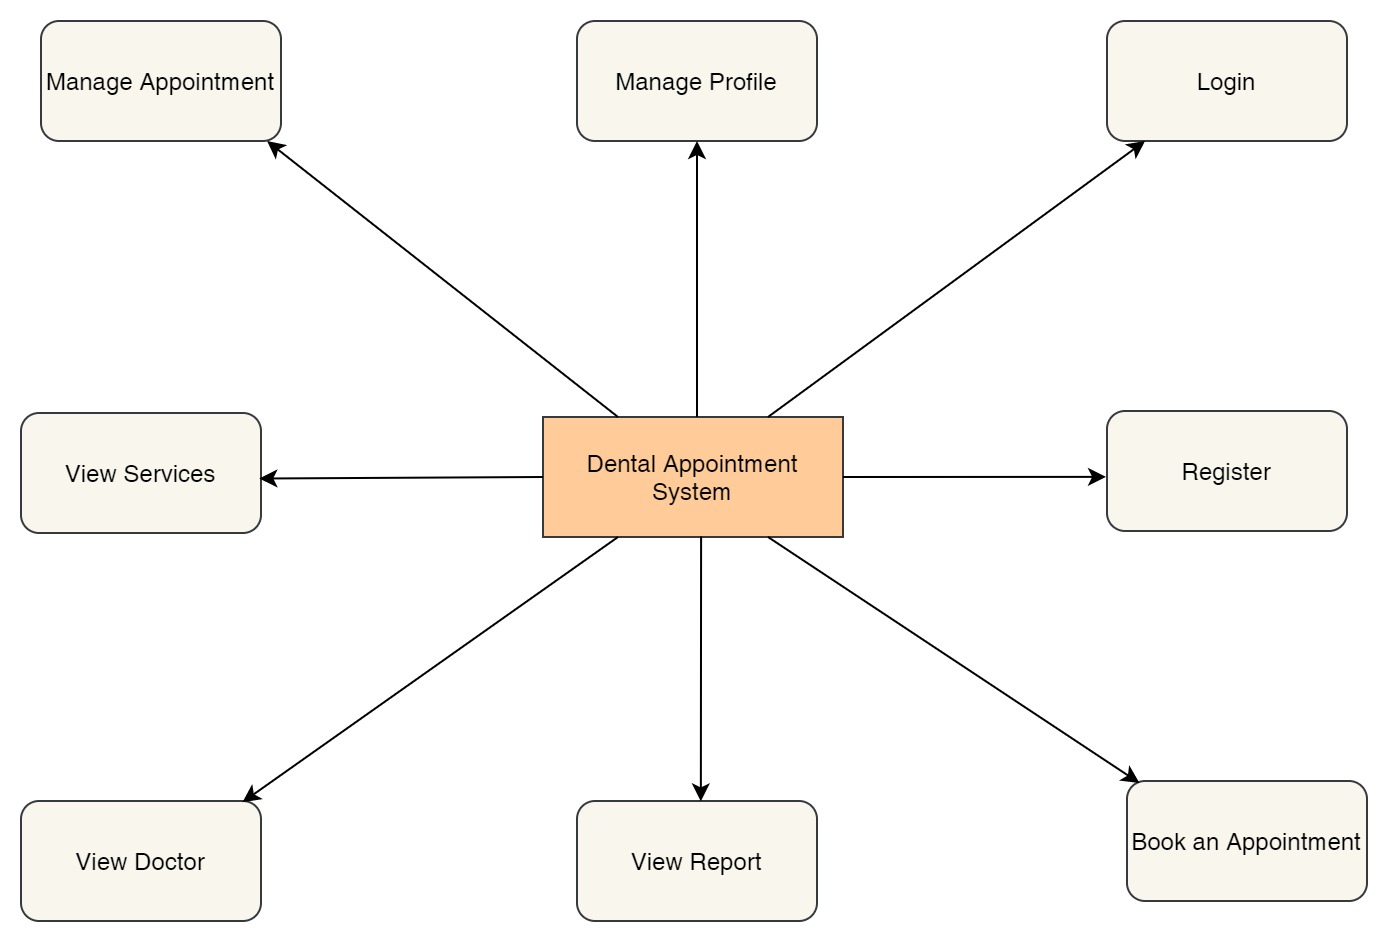 Manage Appointment
Manage Profile
Login
View Services
Dental Appointment
System
Register
View Doctor
View Report
Book an Appointment